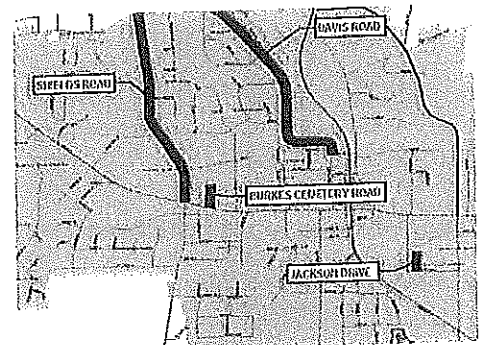 DAVIS ROAD
SHIELDS ROAD
BURKES CEMETERY ROAD
JACKSON DRIVE